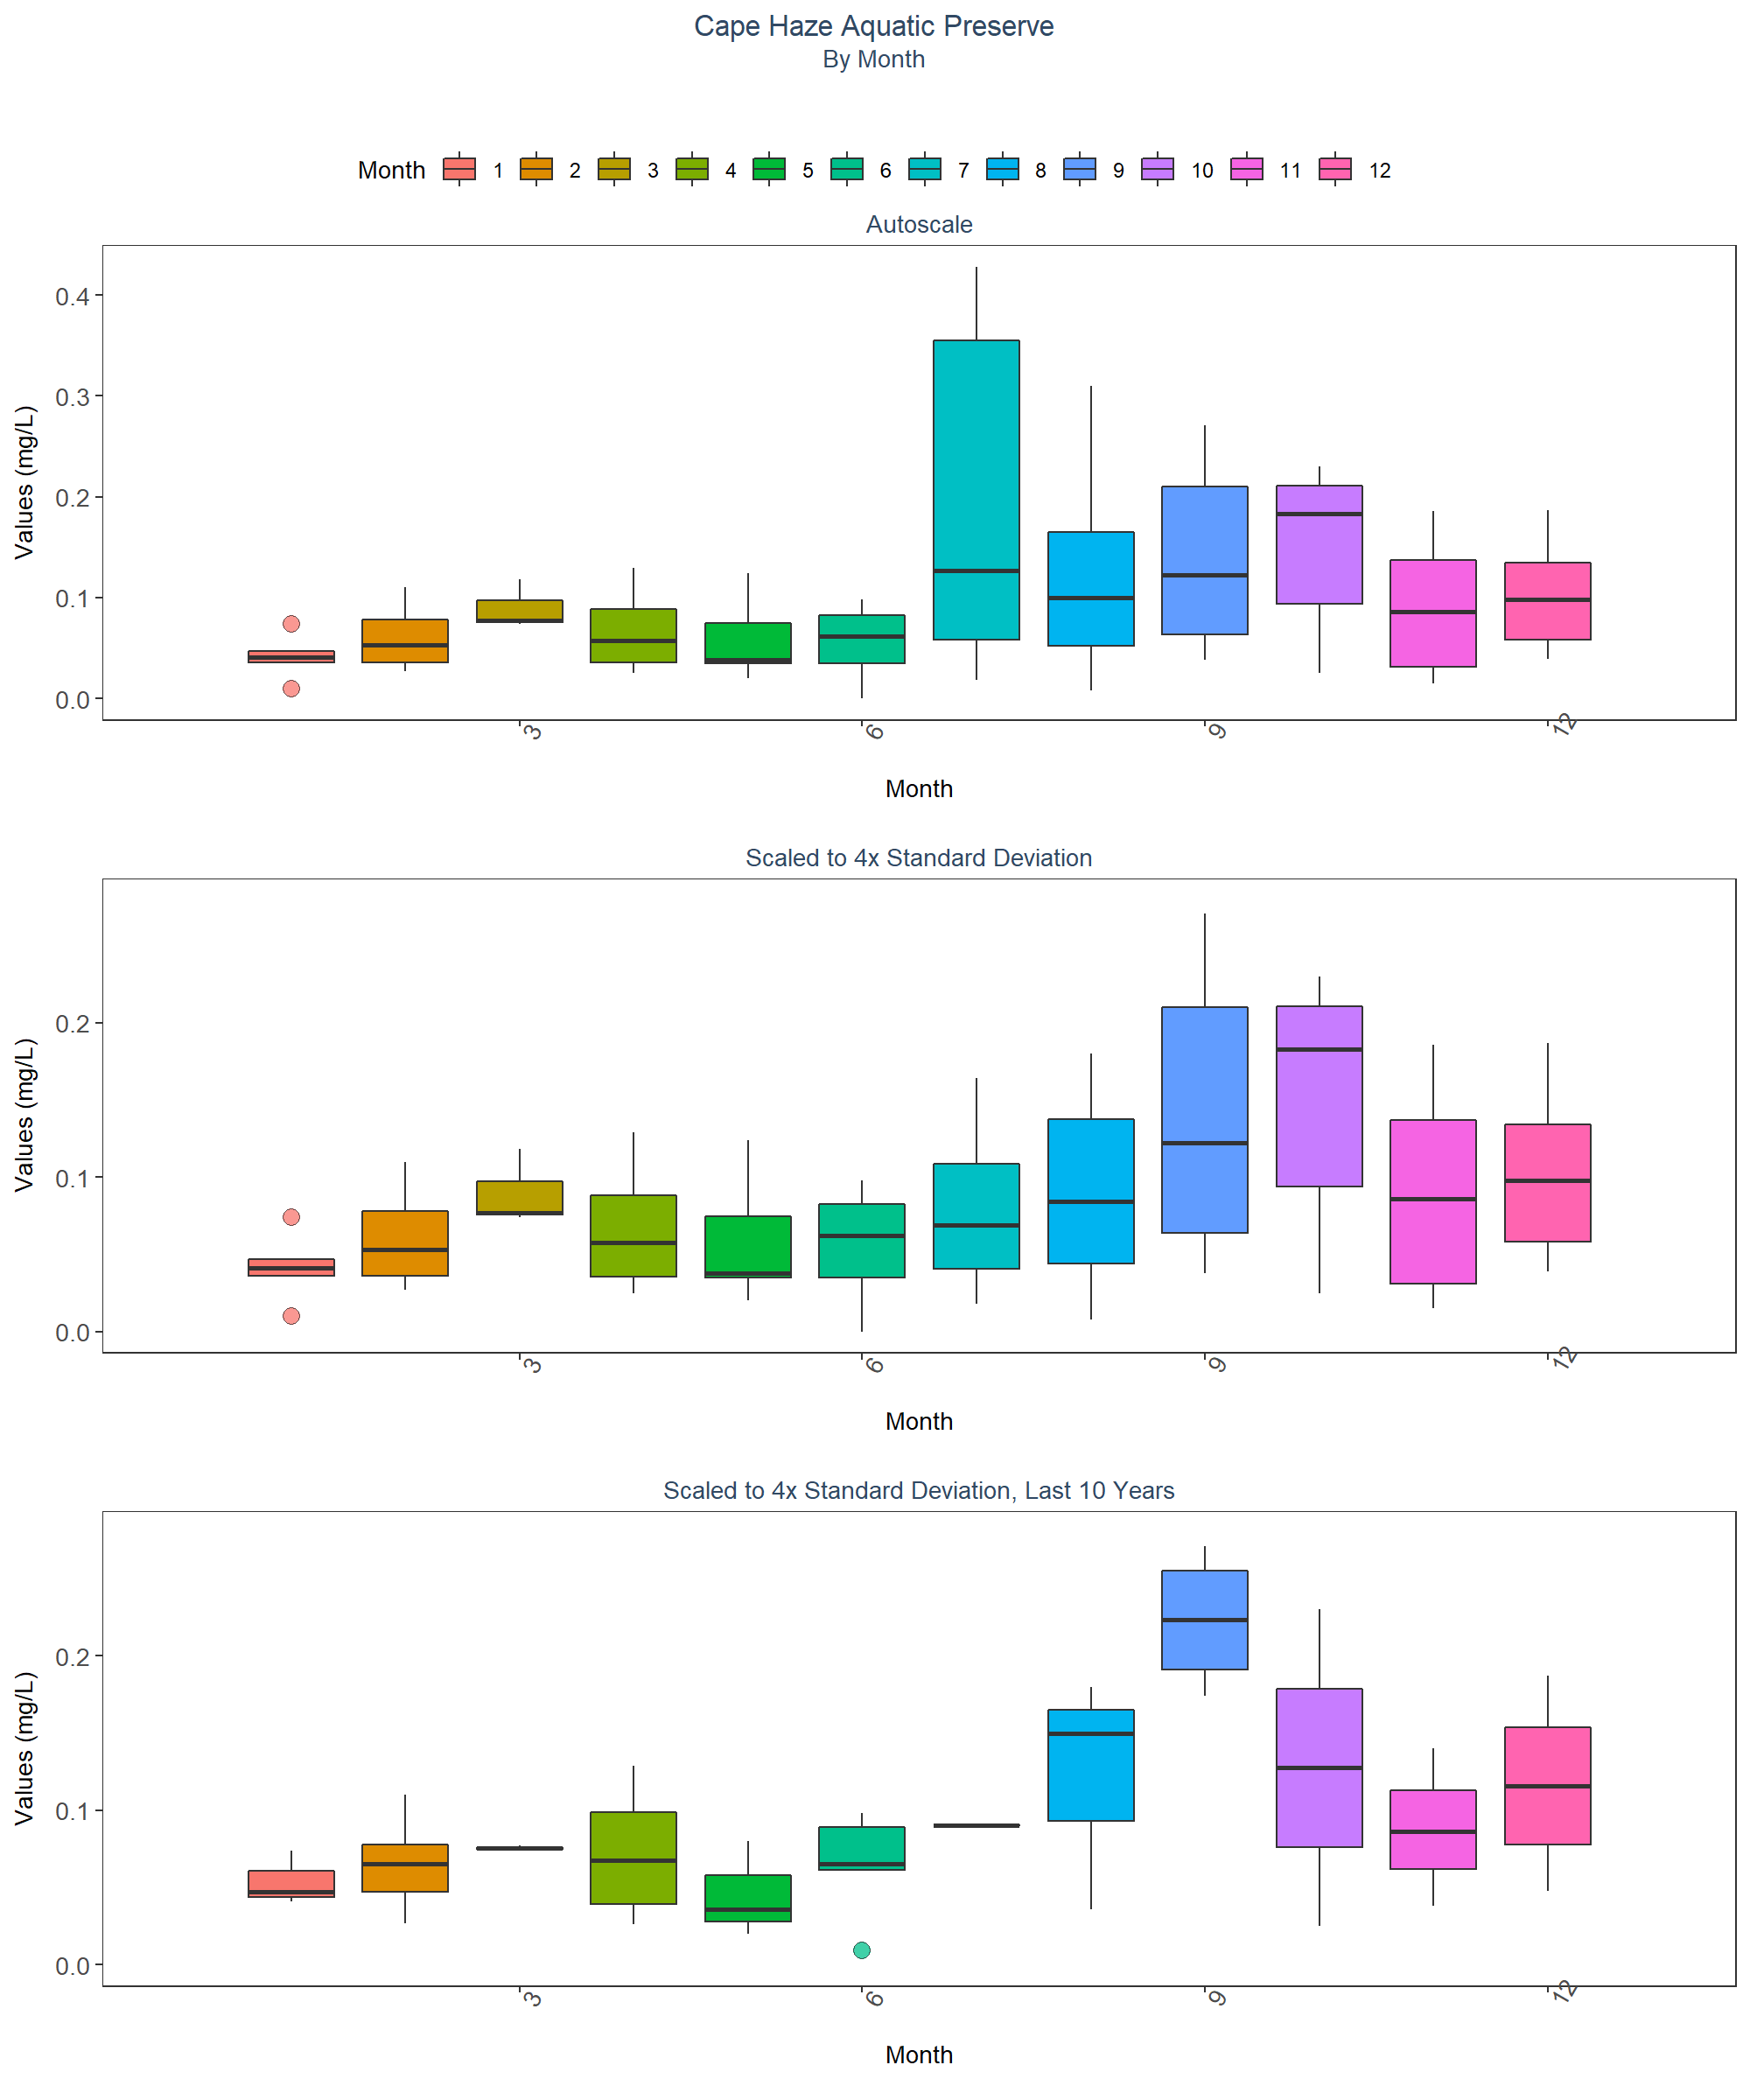 Cape Haze Aquatic Preserve
By Month
Month 1 2 3 4 5 6 7 8 9 10 11 12
Autoscale
Values (mg/L)
0.4
0.3
0.2
0.1
0.0
3 6 9 12
Month
Scaled to 4x Standard Deviation
Values (mg/L)
0.2
0.1
0.0
3 6 9 12
Month
Scaled to 4x Standard Deviation, Last 10 Years
Values (mg/L)
0.2
0.1
0.0
3 6 9 12
Month